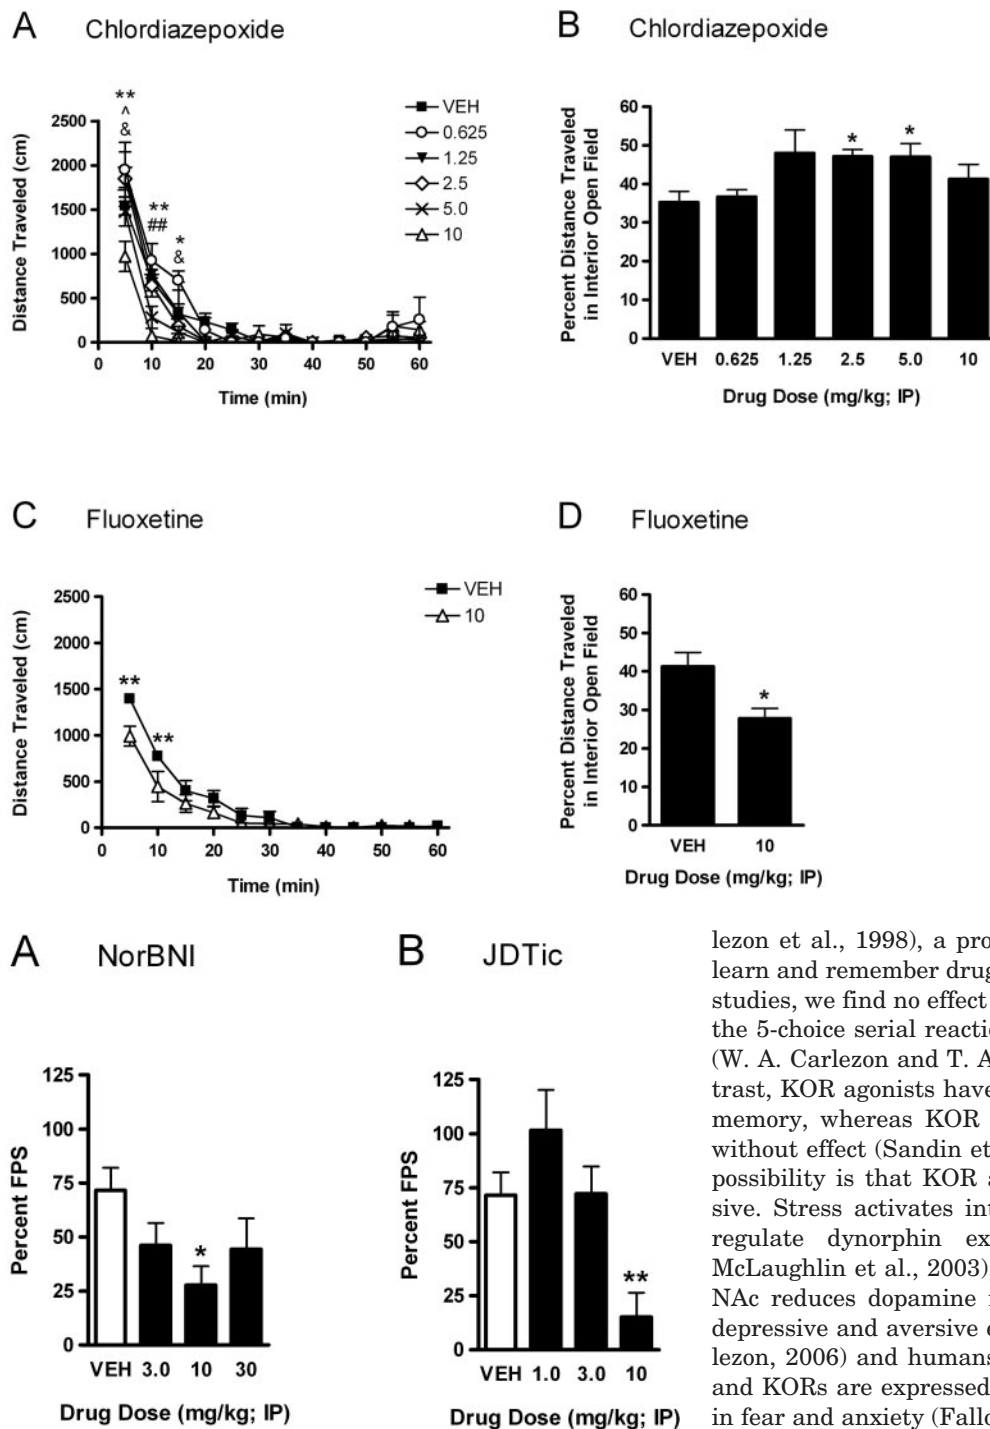 A Chlordiazepoxide
**
^
&
**
##
*
&
VEH
0.625
1.25
2.5
5.0
10
Distance Traveled (cm)
2500
2000
1500
1000
500
0
0 10 20 30 40 50 60
Time (min)
B Chlordiazepoxide
Percent Distance Traveled
in Interior Open Field
60
50
40
30
20
10
0
* *
VEH 0.625 1.25 2.5 5.0 10
Drug Dose (mg/kg; IP)
C Fluoxetine
VEH
10
Distance Traveled (cm)
2500
2000
1500
1000
500
0
**
**
0 10 20 30 40 50 60
Time (min)
D Fluoxetine
Percent Distance Traveled
in Interior Open Field
60
50
40
30
20
10
0
*
VEH 10
Drug Dose (mg/kg; IP)
A NorBNI
Percent FPS
125
100
75
50
25
0
*
VEH 3.0 10 30
Drug Dose (mg/kg; IP)
B JDTic
Percent FPS
125
100
75
50
25
0
**
VEH 1.0 3.0 10
Drug Dose (mg/kg; IP)
lezon et al., 1998), a pro
learn and remember drug
studies, we find no effect
the 5-choice serial reactio
(W. A. Carlezon and T. A
trast, KOR agonists have
memory, whereas KOR
without effect (Sandin et
possibility is that KOR a
sive. Stress activates int
regulate dynorphin ex
McLaughlin et al., 2003)
NAc reduces dopamine
depressive and aversive e
lezon, 2006) and humans
and KORs are expressed
in fear and anxiety (Fallo